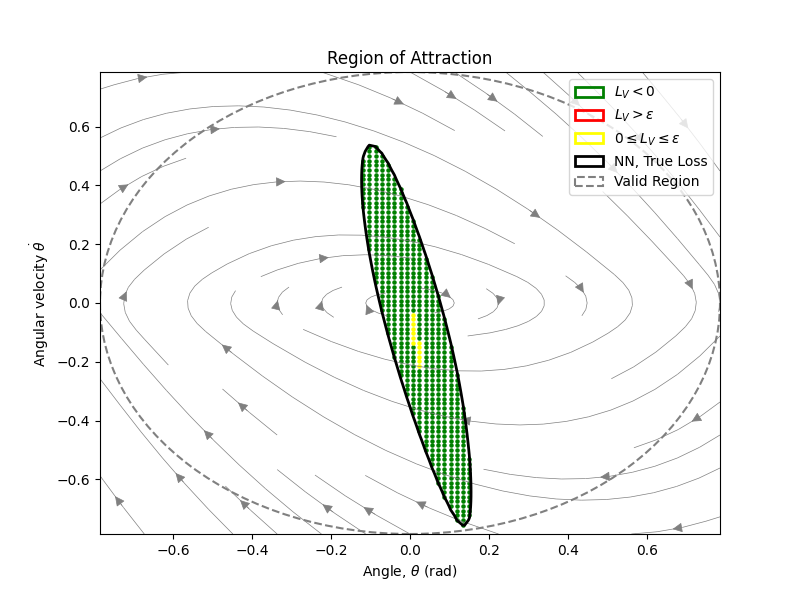 Region of Attraction
L_V < 0
L_V > ε
0 ≤ L_V ≤ ε
NN, True Loss
Valid Region
Angular velocity θ̇
0.6
0.4
0.2
0.0
−0.2
−0.4
−0.6
−0.6 −0.4 −0.2 0.0 0.2 0.4 0.6
Angle, θ (rad)